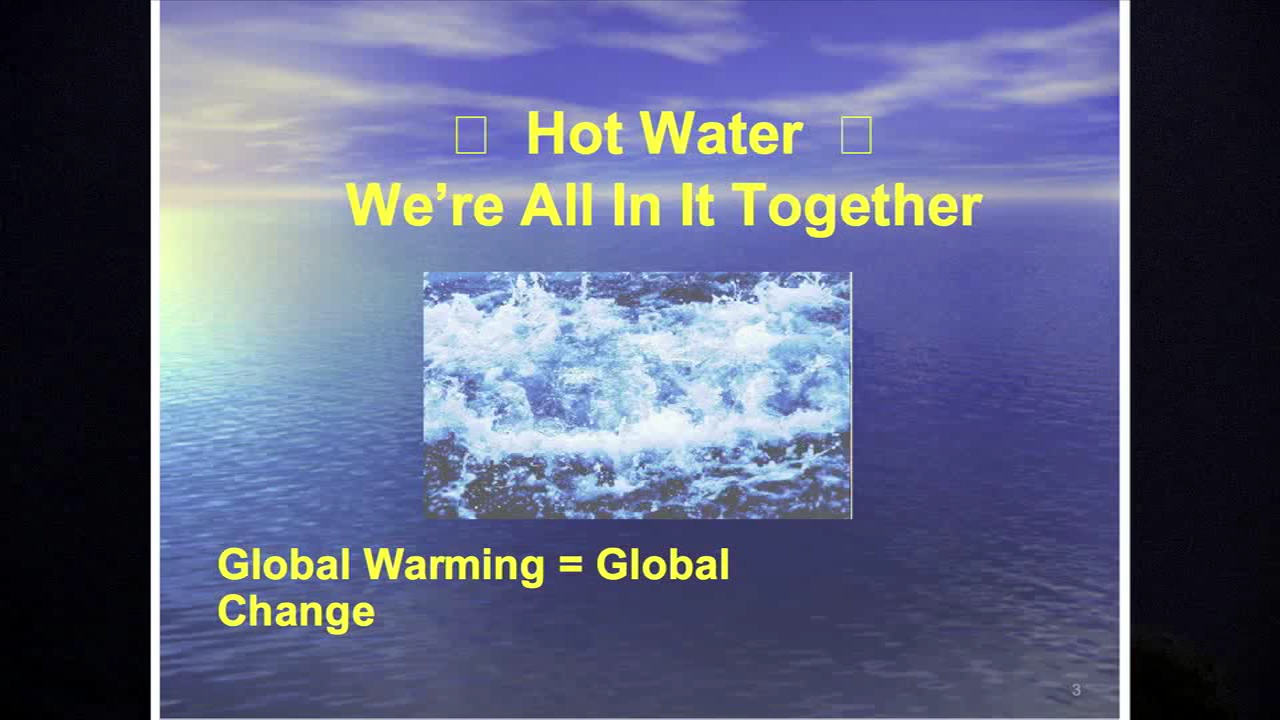 □ Hot Water □
We’re All In It Together
Global Warming = Global
Change
3